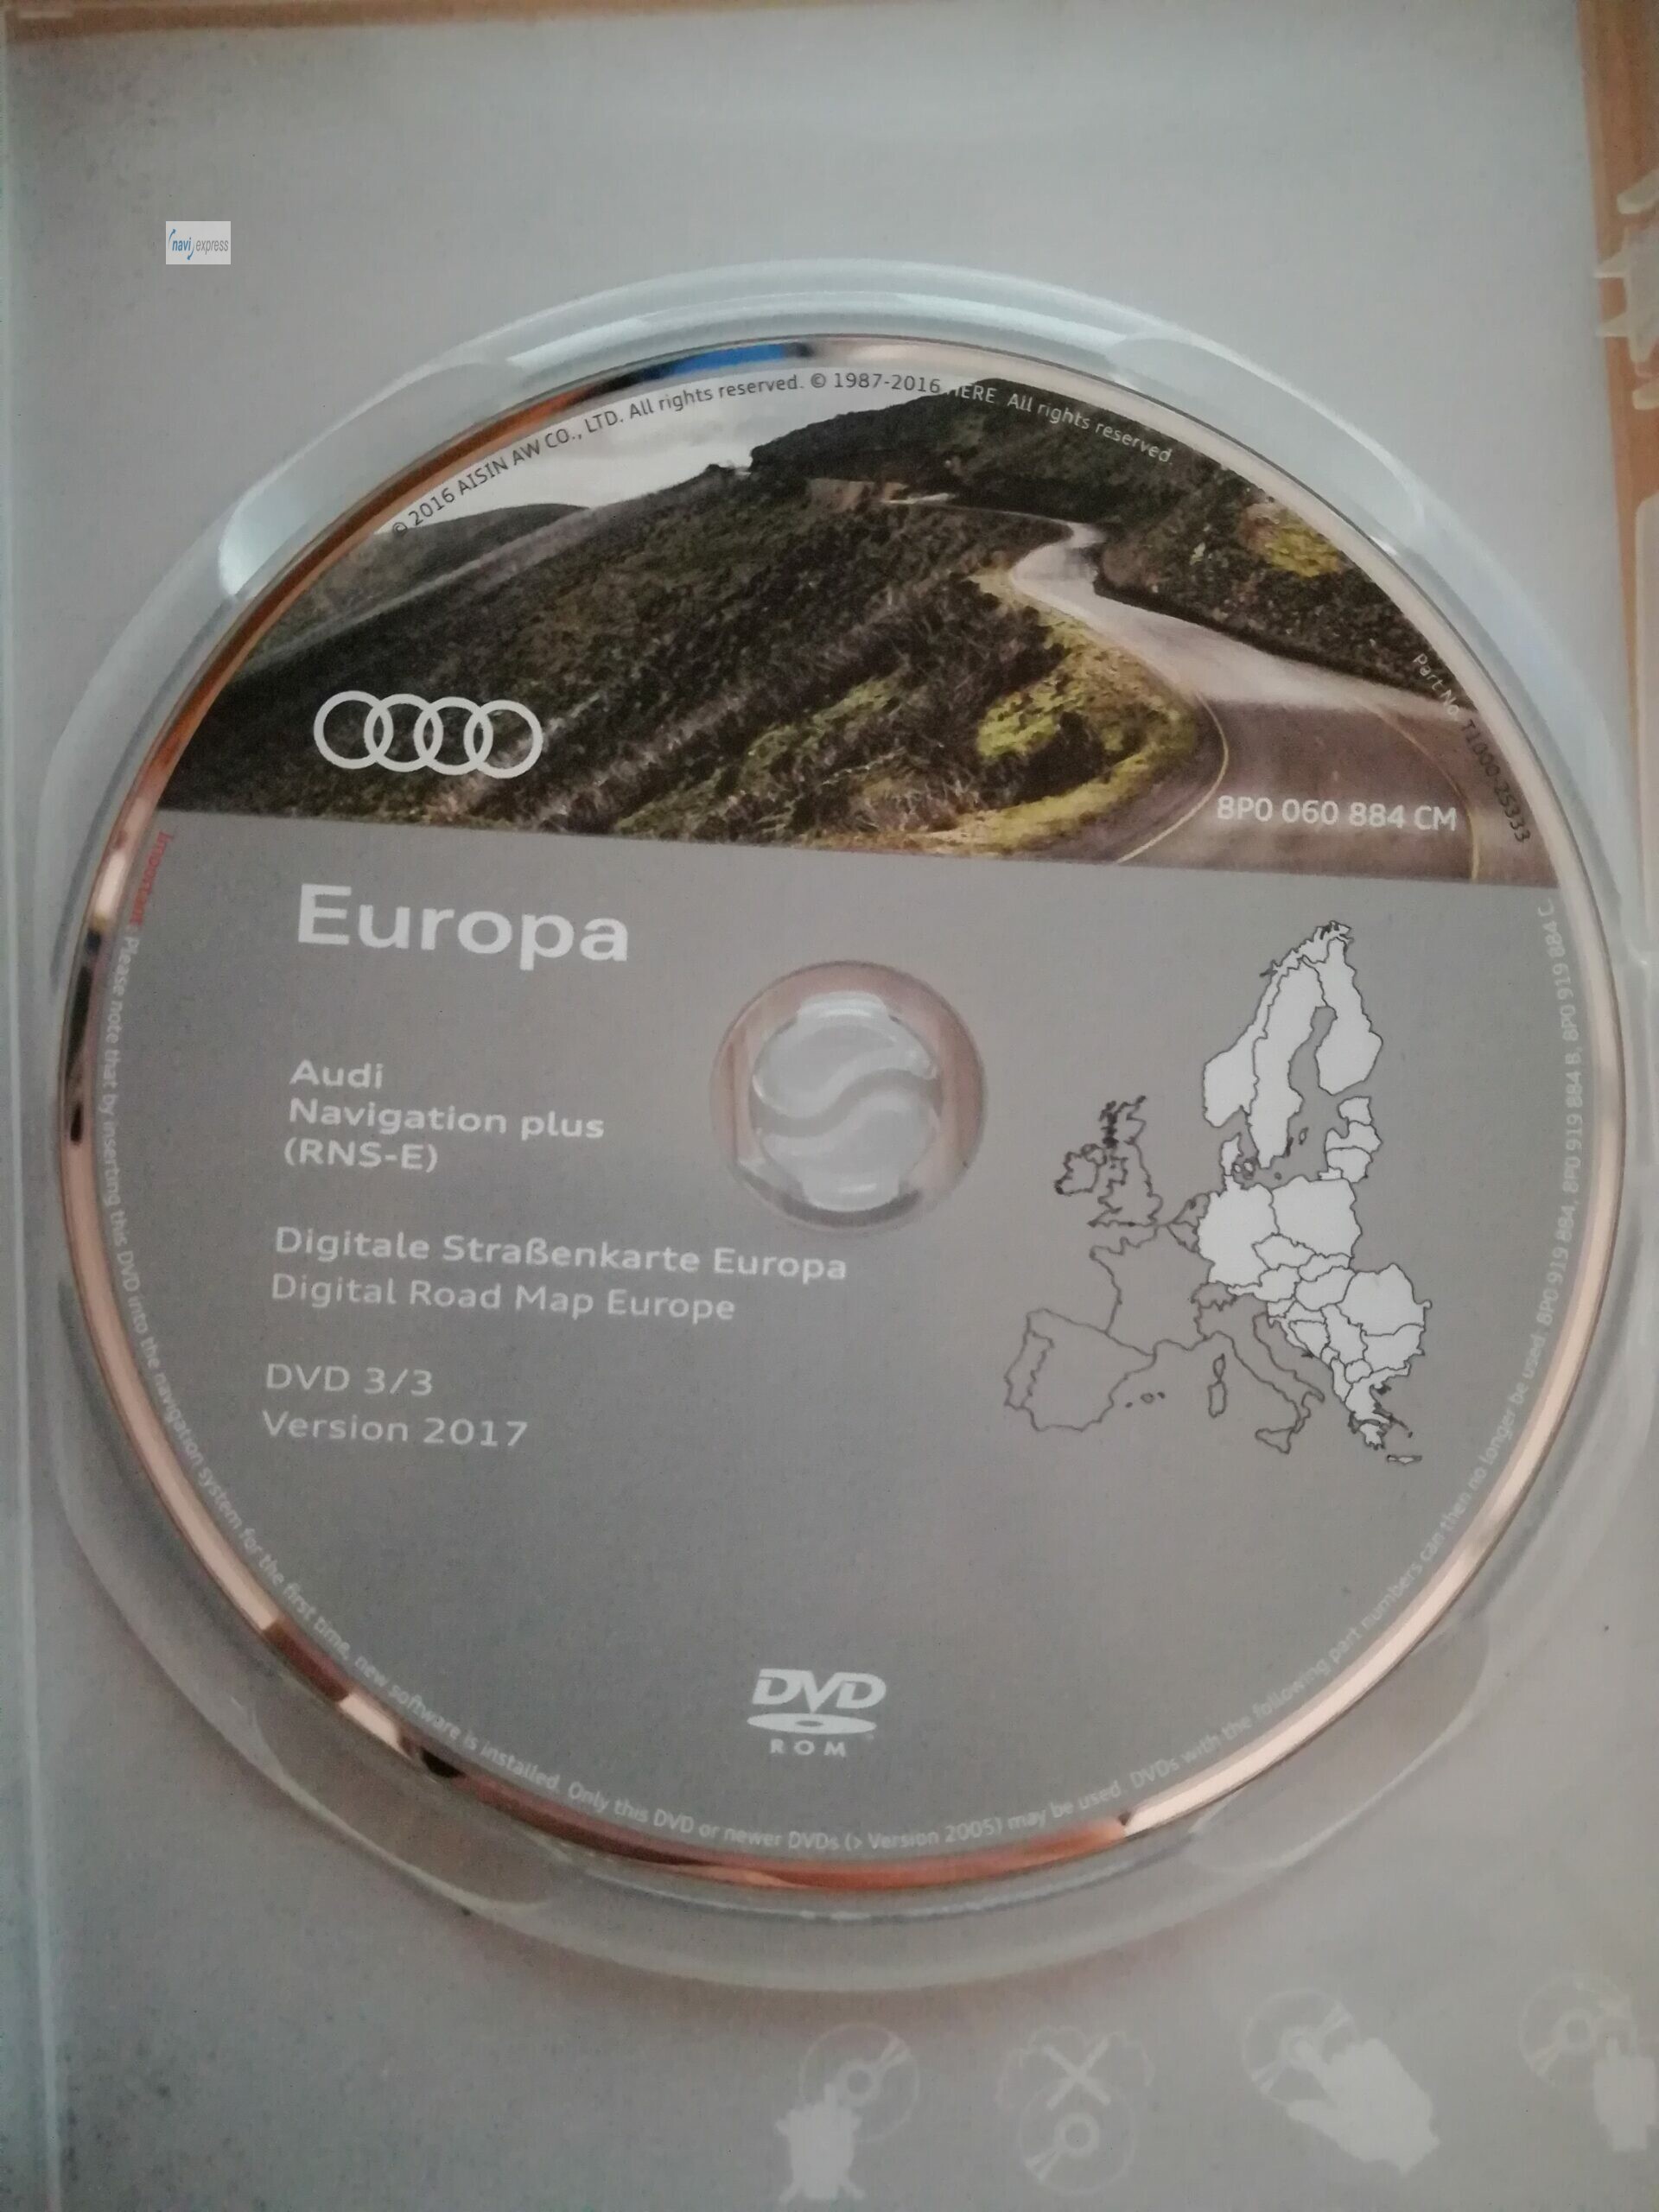 navi express
© 2016 AISIN AW CO., LTD. All rights reserved. © 1987-2016 HERE. All rights reserved.
Part No. T1000-25333
8P0 060 884 CM
Europa
Audi
Navigation plus
(RNS-E)
Digitale Straßenkarte Europa
Digital Road Map Europe
DVD 3/3
Version 2017
DVD
ROM
Important: Please note that by inserting this DVD into the navigation system for the first time, new software is installed. Only this DVD or newer DVDs (> Version 2005) may be used. DVDs with the following part numbers can then no longer be used: 8P0 919 884, 8P0 919 884 B, 8P0 919 884 C.